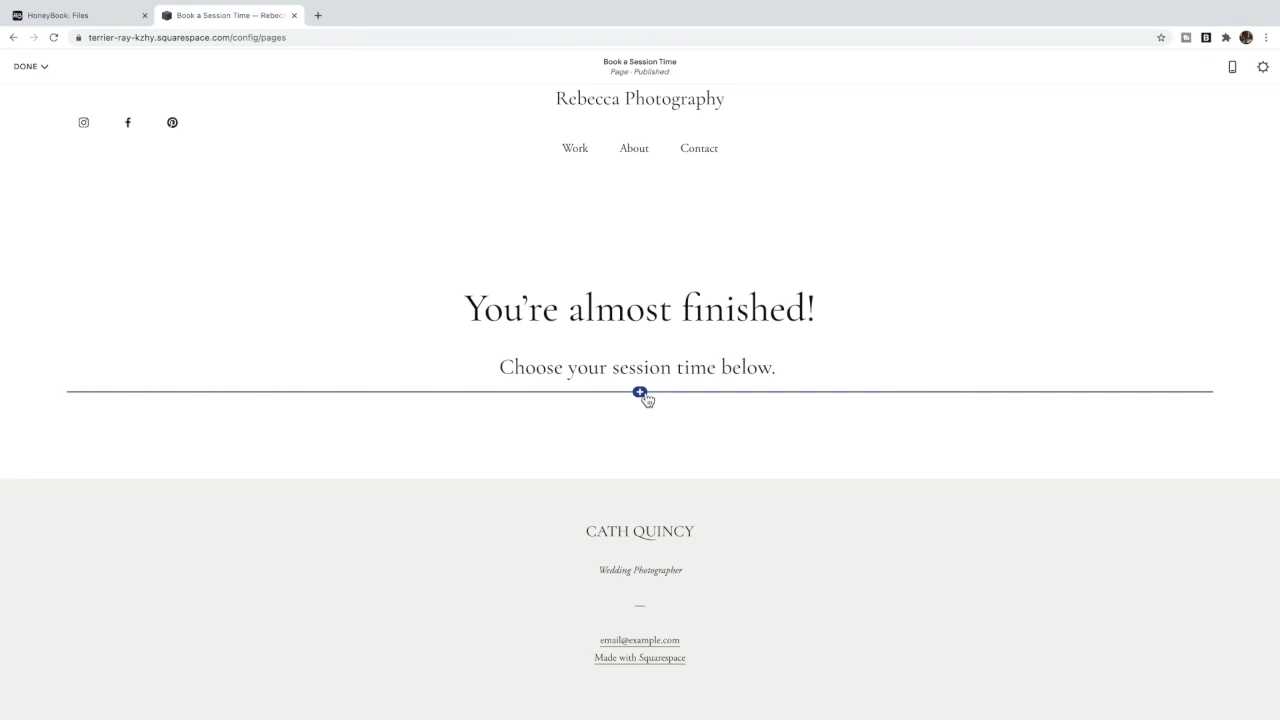 HoneyBook: Files
Book a Session Time — Rebec
terrier-ray-kzhy.squarespace.com/config/pages
DONE
Book a Session Time
Page · Published
Rebecca Photography
Work About Contact
You're almost finished!
Choose your session time below.
CATH QUINCY
Wedding Photographer
—
email@example.com
Made with Squarespace